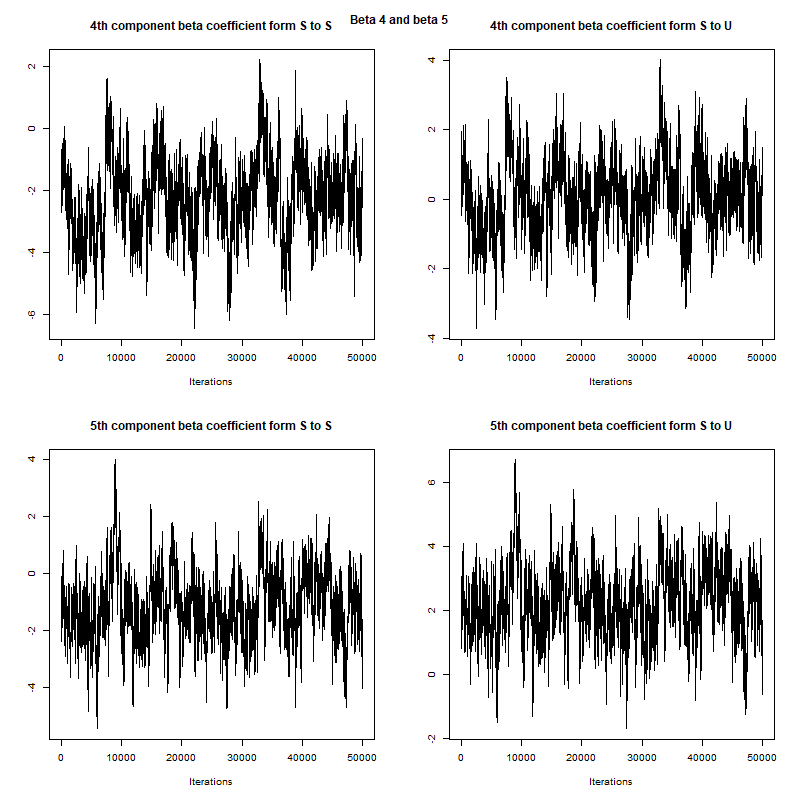 Beta 4 and beta 5
4th component beta coefficient form S to S
4th component beta coefficient form S to U
2
0
-2
-4
-6
0 10000 20000 30000 40000 50000
Iterations
4
2
0
-2
-4
0 10000 20000 30000 40000 50000
Iterations
5th component beta coefficient form S to S
5th component beta coefficient form S to U
4
2
0
-2
-4
0 10000 20000 30000 40000 50000
Iterations
6
4
2
0
-2
0 10000 20000 30000 40000 50000
Iterations